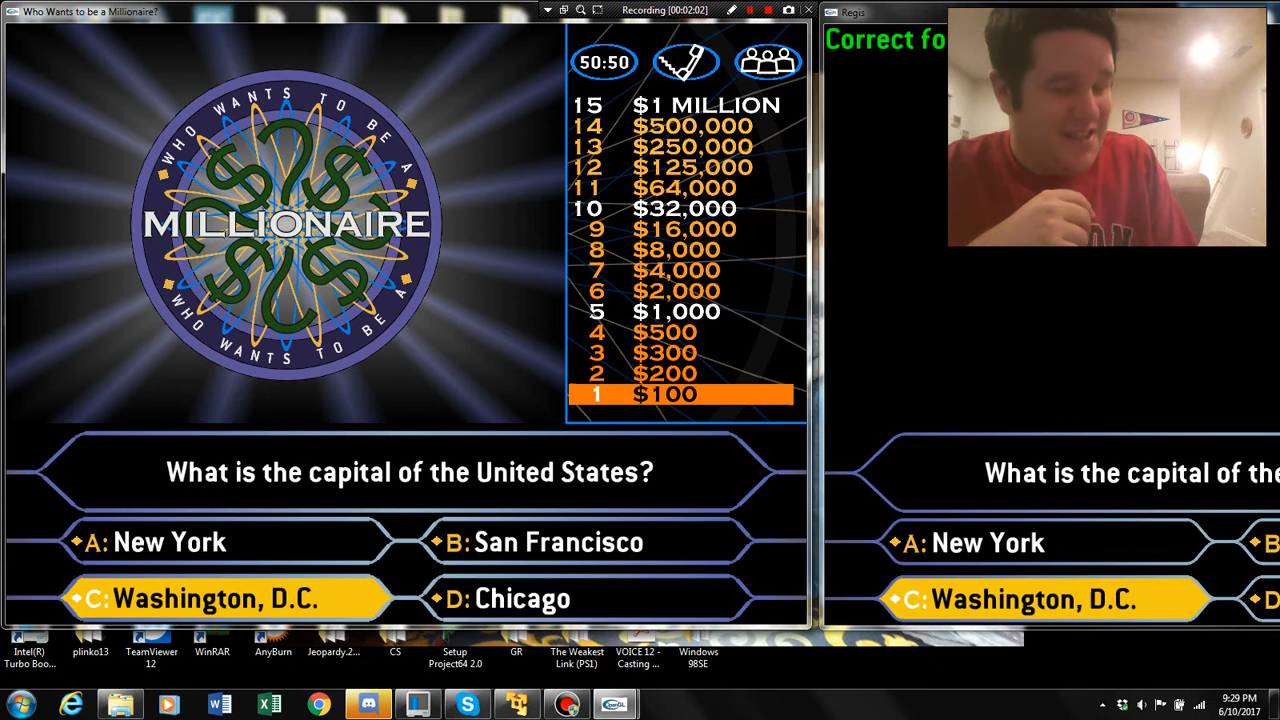 Who Wants to be a Millionaire?
Recording [00:02:02]
Regis
WHO WANTS TO BE A
MILLIONAIRE
WHO WANTS TO BE A
50:50
15 $1 MILLION
14 $500,000
13 $250,000
12 $125,000
11 $64,000
10 $32,000
9 $16,000
8 $8,000
7 $4,000
6 $2,000
5 $1,000
4 $500
3 $300
2 $200
1 $100
Correct fo
What is the capital of the United States?
A: New York
B: San Francisco
C: Washington, D.C.
D: Chicago
What is the capital of the
A: New York
B
C: Washington, D.C.
D
Intel(R) Turbo Boo...
plinko13
TeamViewer 12
WinRAR
AnyBurn
Jeopardy.2...
CS
Setup Project64 2.0
GR
The Weakest Link (PS1)
VOICE 12 - Casting ...
Windows 98SE
9:29 PM
6/10/2017